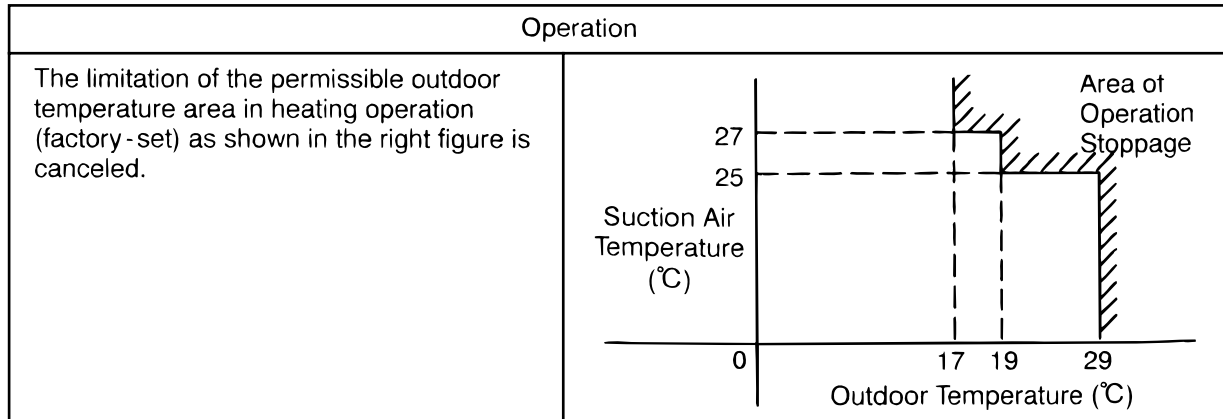 Operation
The limitation of the permissible outdoor
temperature area in heating operation
(factory-set) as shown in the right figure is
canceled.
Area of
Operation
Stoppage
27
25
Suction Air
Temperature
(℃)
0
17
19
29
Outdoor Temperature (℃)